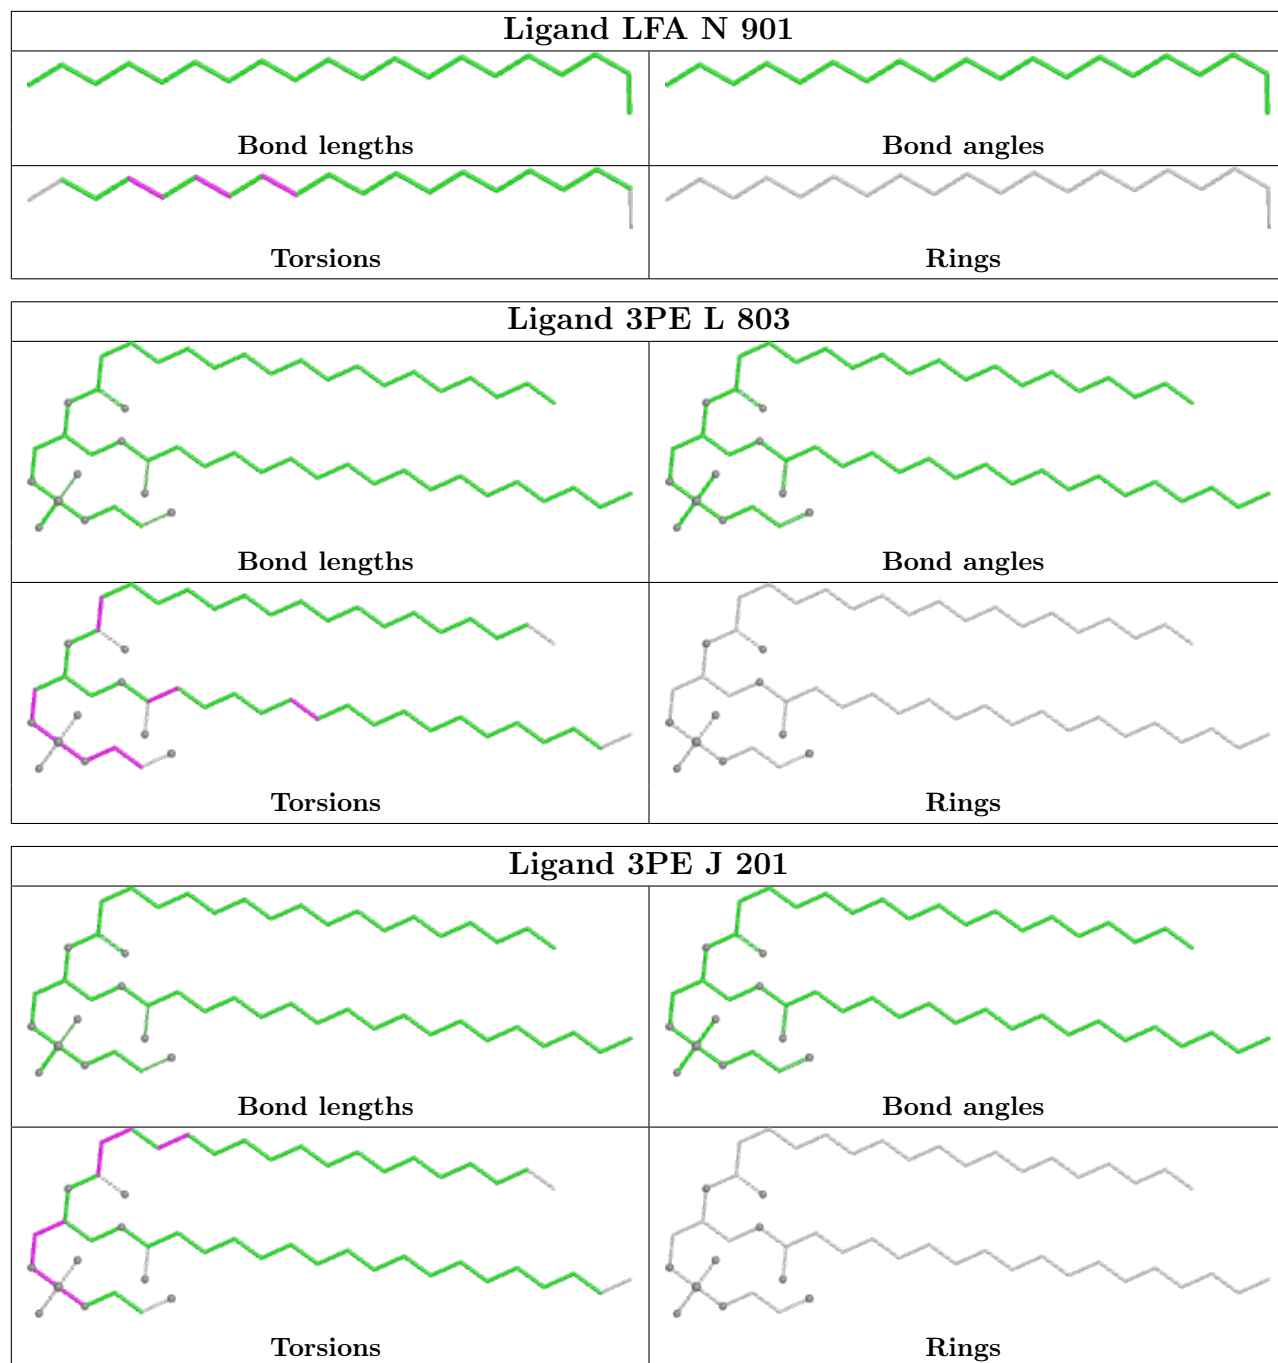 Ligand LFA N 901
Bond lengths
Bond angles
Torsions
Rings
Ligand 3PE L 803
Bond lengths
Bond angles
Torsions
Rings
Ligand 3PE J 201
Bond lengths
Bond angles
Torsions
Rings